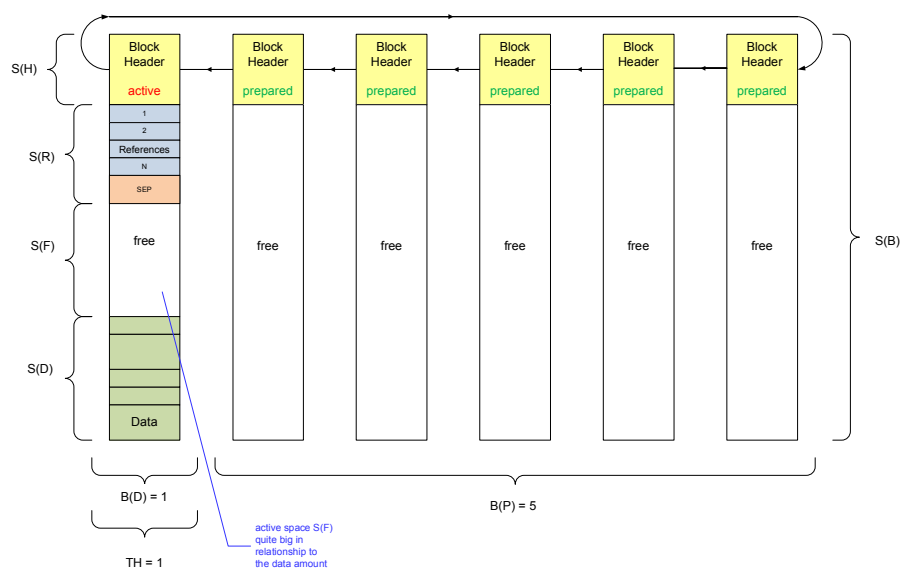 Block
Header
active
Block
Header
prepared
Block
Header
prepared
Block
Header
prepared
Block
Header
prepared
Block
Header
prepared
S(H)
1
2
References
N
SEP
S(R)
free
free
free
free
free
free
S(F)
S(B)
S(D)
Data
B(D) = 1
B(P) = 5
TH = 1
active space S(F)
quite big in
relationship to
the data amount